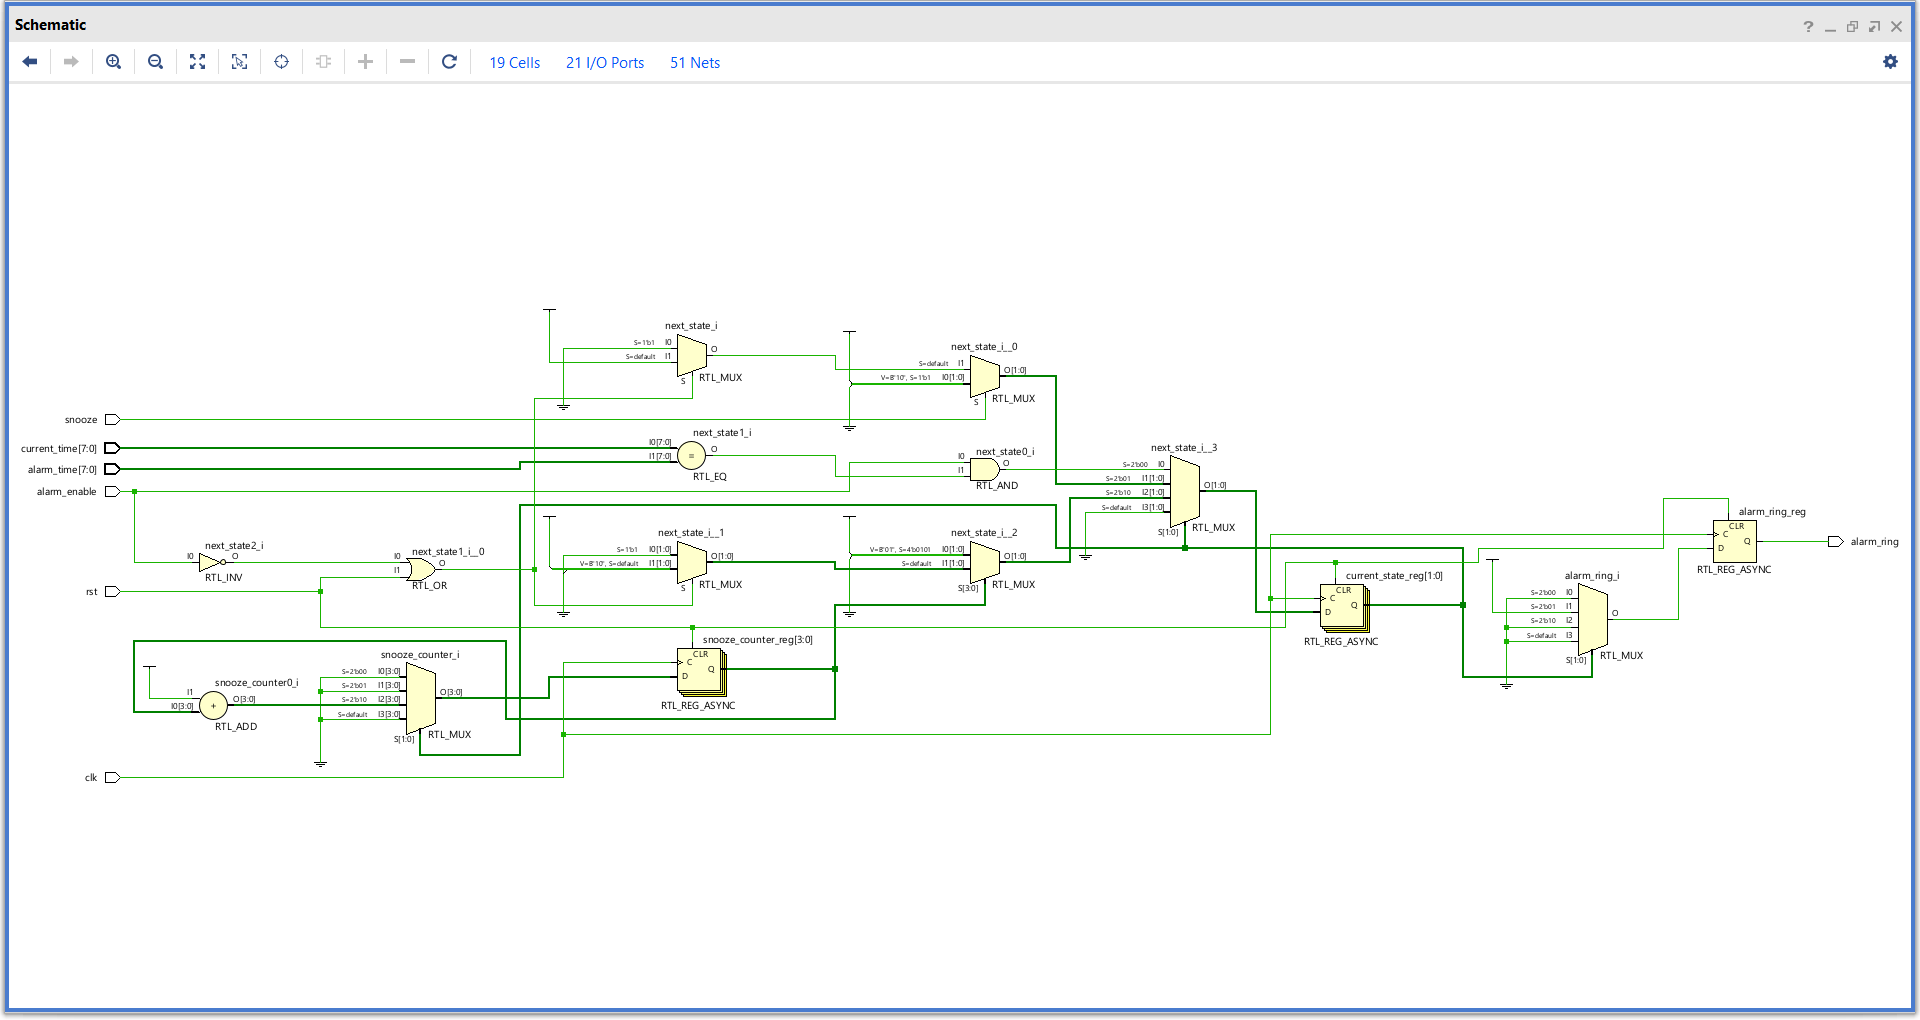 Schematic
19 Cells 21 I/O Ports 51 Nets
next_state_i
S=1'b1 I0
S=default I1
O
S
RTL_MUX
next_state_i__0
S=default I1
V=B"10", S=1'b1 I0[1:0]
O[1:0]
S
RTL_MUX
snooze
current_time[7:0]
alarm_time[7:0]
alarm_enable
next_state1_i
I0[7:0]
I1[7:0]
=
O
RTL_EQ
next_state0_i
I0
I1
O
RTL_AND
next_state_i__3
S=2'b00 I0
S=2'b01 I1[1:0]
S=2'b10 I2[1:0]
S=default I3[1:0]
O[1:0]
S[1:0]
RTL_MUX
next_state2_i
I0
O
RTL_INV
next_state1_i__0
I0
I1
O
RTL_OR
rst
next_state_i__1
S=1'b1 I0[1:0]
V=B"10", S=default I1[1:0]
O[1:0]
S
RTL_MUX
next_state_i__2
V=B"01", S=4'b0101 I0[1:0]
S=default I1[1:0]
O[1:0]
S[3:0]
RTL_MUX
alarm_ring_reg
CLR
C
D
Q
RTL_REG_ASYNC
alarm_ring
current_state_reg[1:0]
CLR
C
D
Q
RTL_REG_ASYNC
alarm_ring_i
S=2'b00 I0
S=2'b01 I1
S=2'b10 I2
S=default I3
O
S[1:0]
RTL_MUX
snooze_counter_reg[3:0]
CLR
C
D
Q
RTL_REG_ASYNC
snooze_counter_i
S=2'b00 I0[3:0]
S=2'b01 I1[3:0]
S=2'b10 I2[3:0]
S=default I3[3:0]
O[3:0]
S[1:0]
RTL_MUX
snooze_counter0_i
I1
I0[3:0]
+
O[3:0]
RTL_ADD
clk